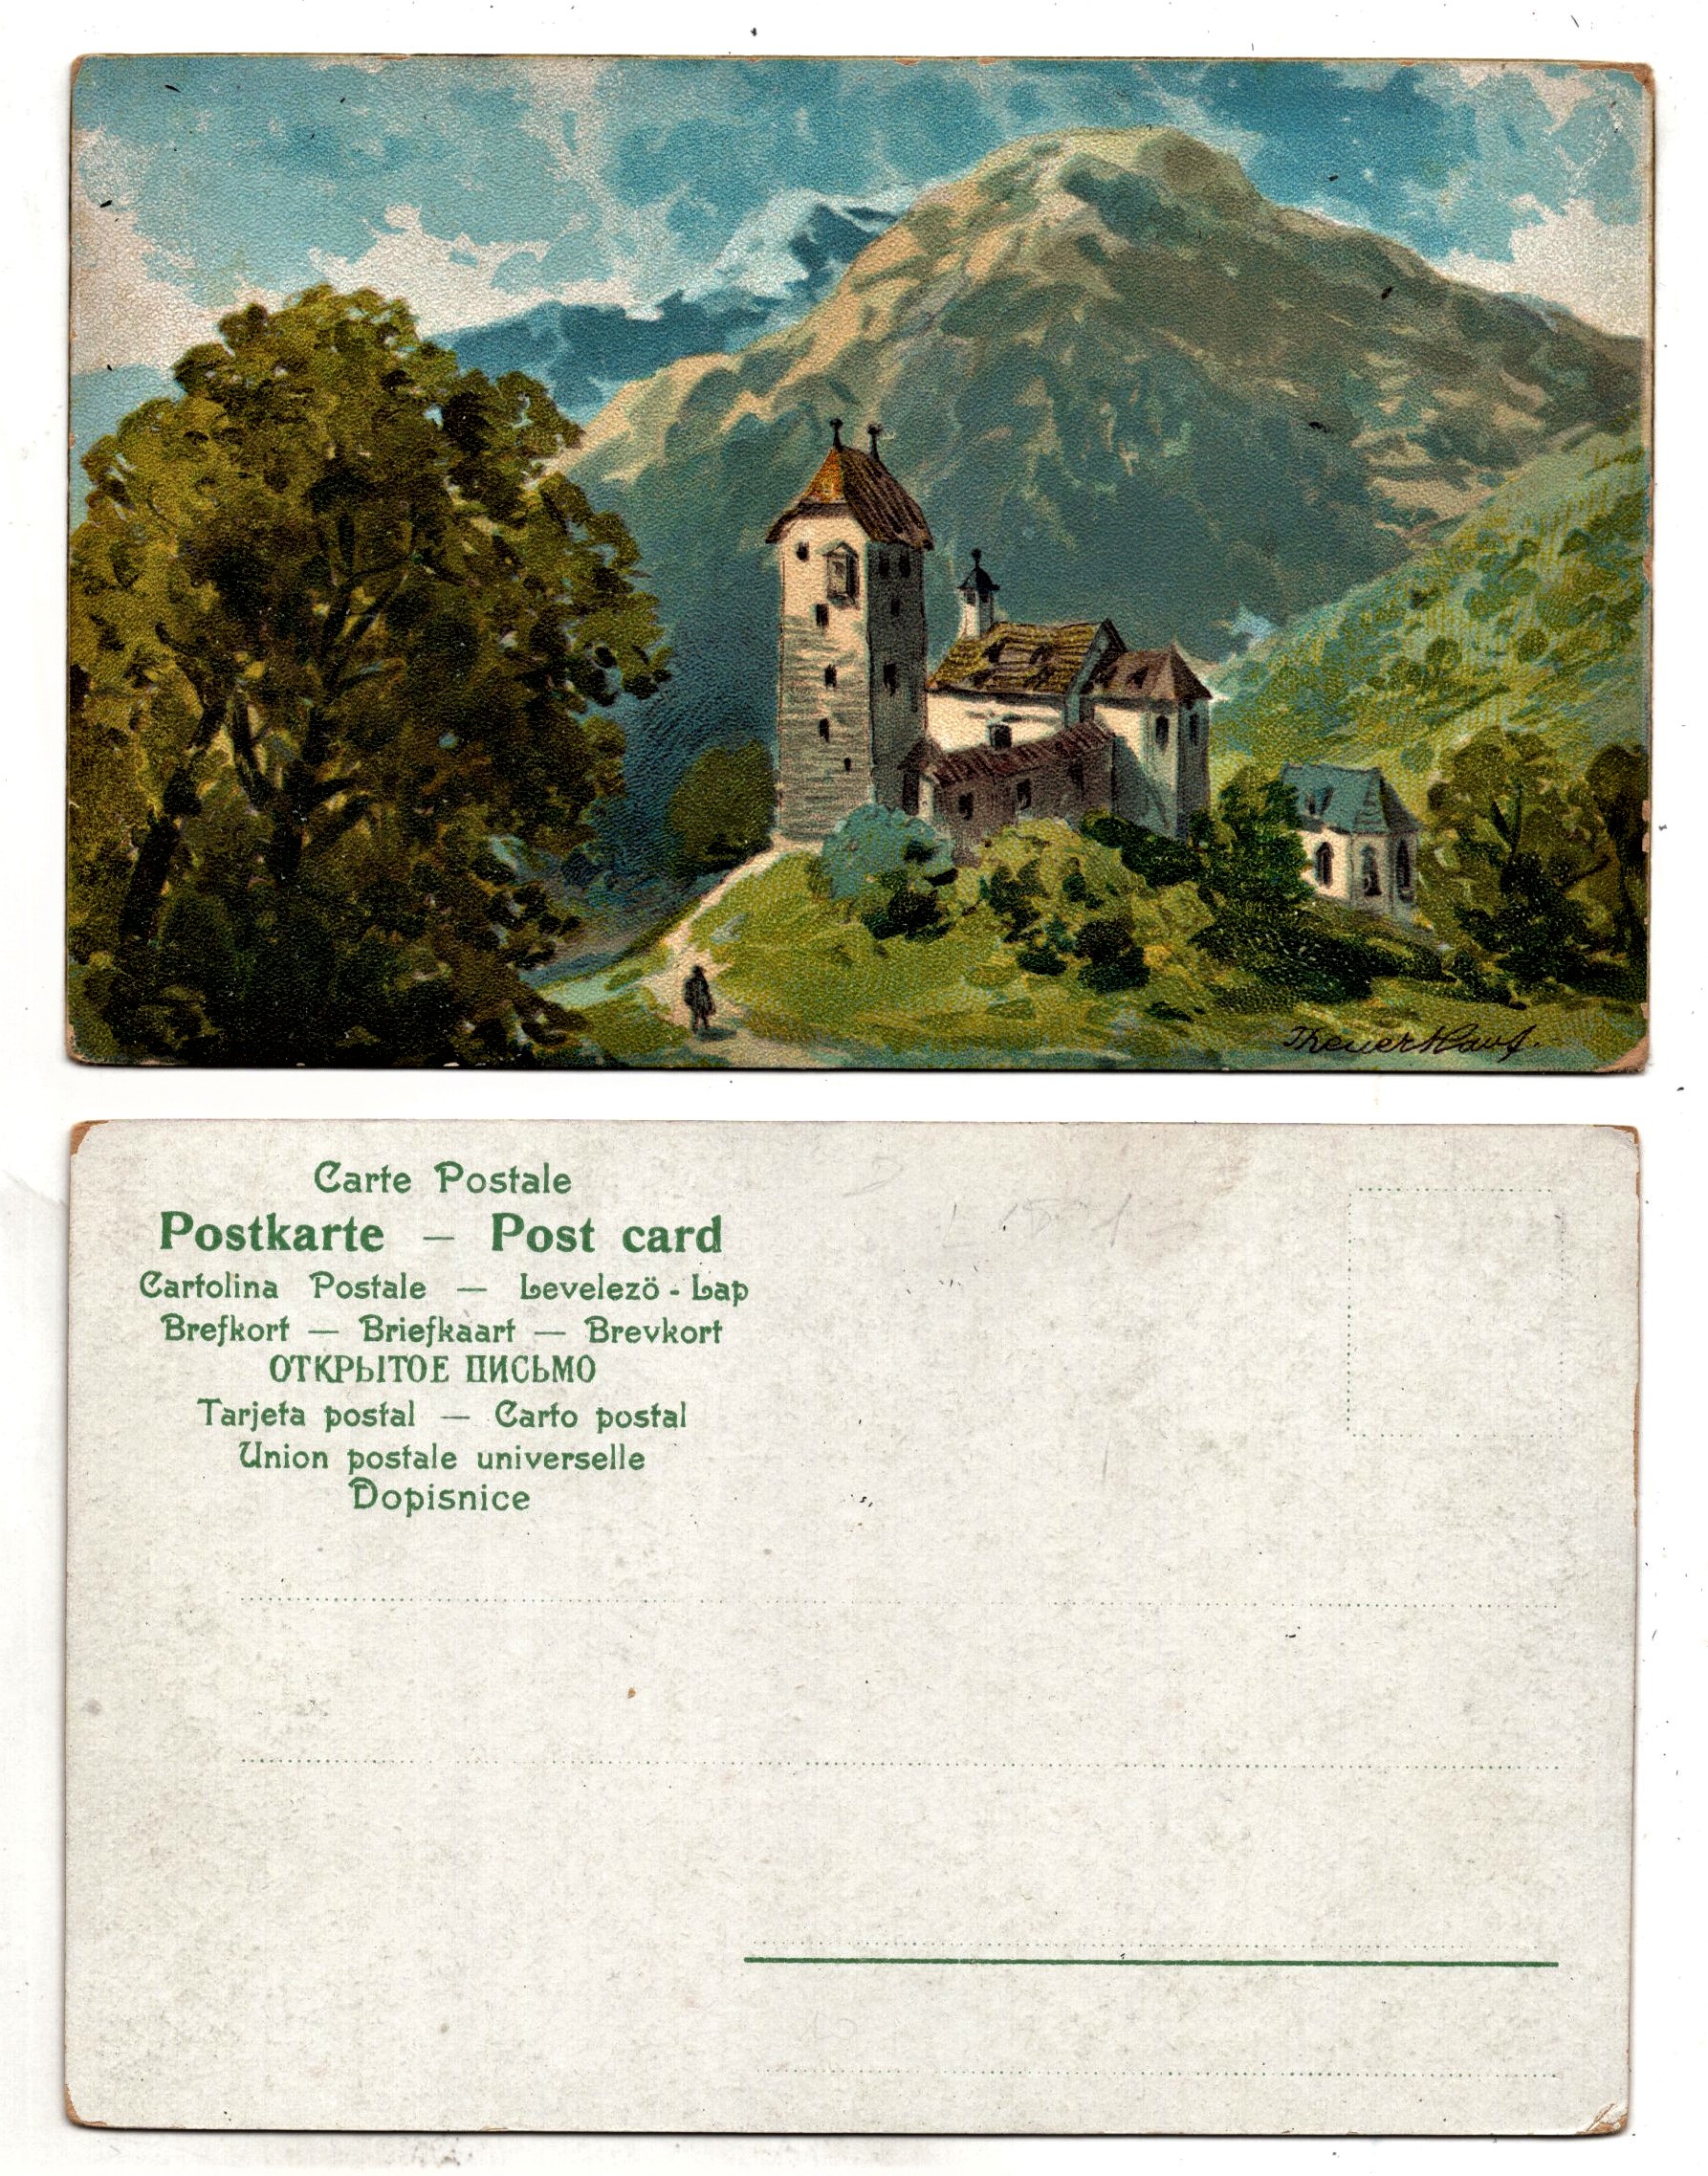 TheuerKauf.
Carte Postale
Postkarte — Post card
Cartolina Postale — Levelezö - Lap
Brefkort — Briefkaart — Brevkort
ОТКРЫТОЕ ПИСЬМО
Tarjeta postal — Carto postal
Union postale universelle
Dopisnice